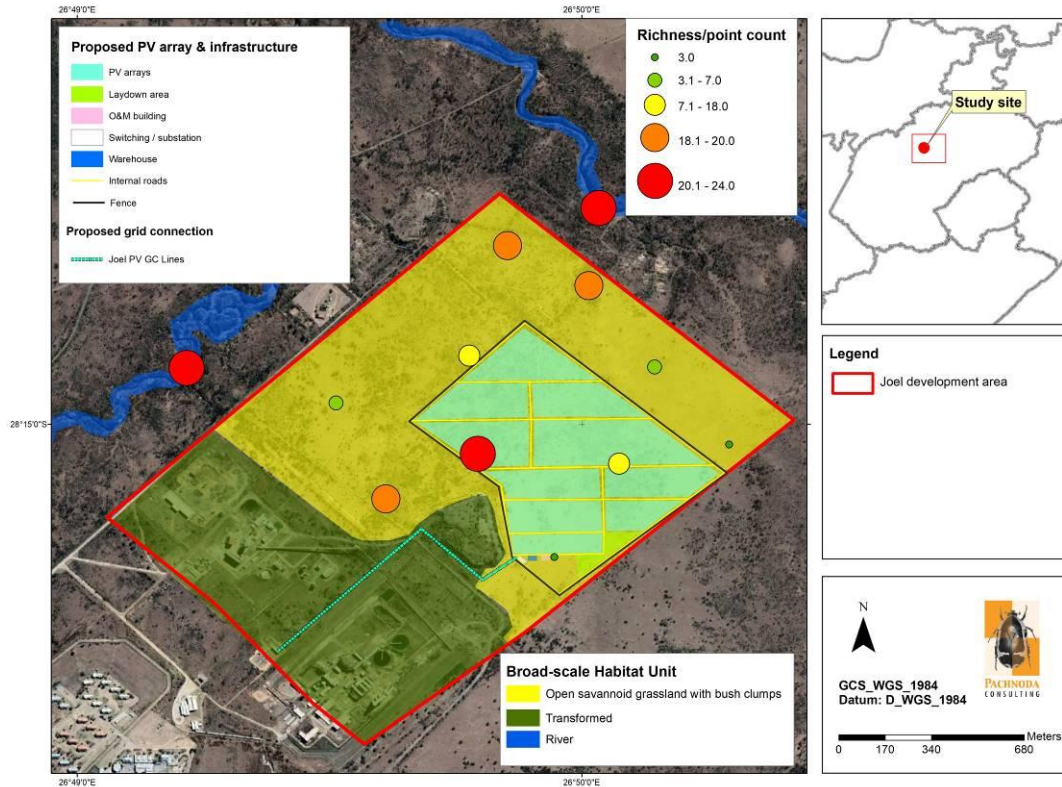 26°49'0"E
26°50'0"E
Proposed PV array & infrastructure
PV arrays
Laydown area
O&M building
Switching / substation
Warehouse
Internal roads
Fence
Proposed grid connection
Joel PV GC Lines
Richness/point count
3.0
3.1 - 7.0
7.1 - 18.0
18.1 - 20.0
20.1 - 24.0
Study site
28°15'0"S
Legend
Joel development area
Broad-scale Habitat Unit
Open savannoid grassland with bush clumps
Transformed
River
N
PACHNODA
CONSULTING
GCS_WGS_1984
Datum: D_WGS_1984
Meters
0 170 340 680
26°49'0"E
26°50'0"E